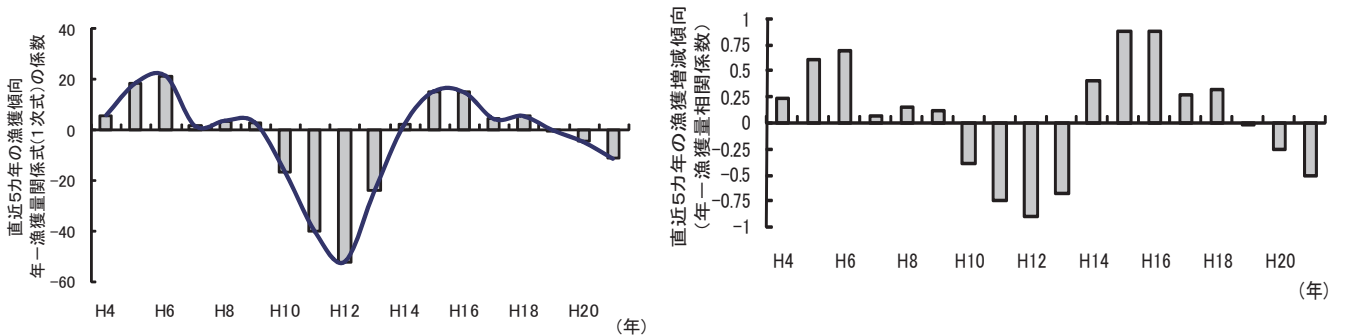 直近5カ年の漁獲傾向
年ー漁獲量関係式(1次式)の係数
40
20
0
−20
−40
−60
H4 H6 H8 H10 H12 H14 H16 H18 H20
(年)
直近5カ年の漁獲増減傾向
(年ー漁獲量相関係数)
1
0.75
0.5
0.25
0
−0.25
−0.5
−0.75
−1
H4 H6 H8 H10 H12 H14 H16 H18 H20
(年)